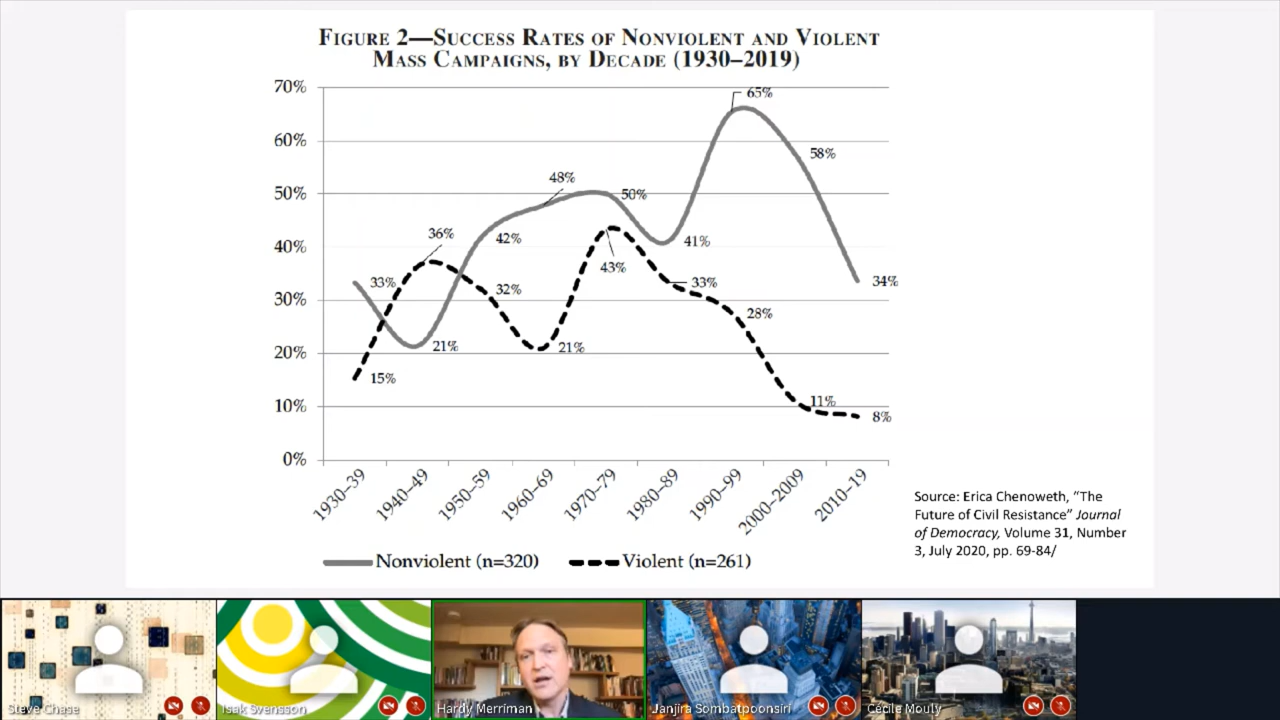 FIGURE 2—SUCCESS RATES OF NONVIOLENT AND VIOLENT
MASS CAMPAIGNS, BY DECADE (1930–2019)
70%
60%
50%
40%
30%
20%
10%
0%
33%
21%
42%
48%
50%
41%
65%
58%
34%
15%
36%
32%
21%
43%
33%
28%
11%
8%
1930–39
1940–49
1950–59
1960–69
1970–79
1980–89
1990–99
2000–2009
2010–19
Nonviolent (n=320)
Violent (n=261)
Source: Erica Chenoweth, “The
Future of Civil Resistance” Journal
of Democracy, Volume 31, Number
3, July 2020, pp. 69-84/
Steve Chase
Isak Svensson
Hardy Merriman
Janjira Sombatpoonsiri
Cécile Mouly